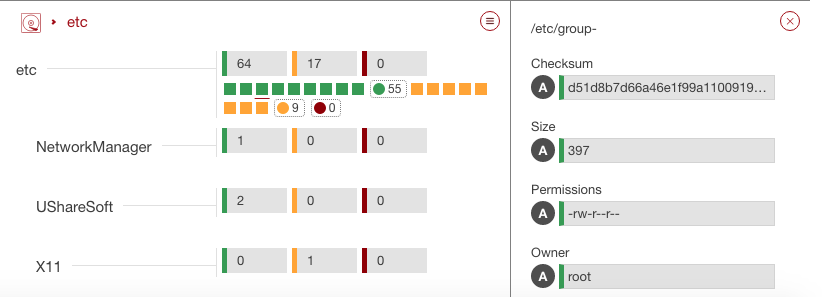 etc
etc
64 17 0
55
9 0
NetworkManager
1 0 0
UShareSoft
2 0 0
X11
0 1 0
/etc/group-
Checksum
A d51d8b7d66a46e1f99a1100919...
Size
A 397
Permissions
A -rw-r--r--
Owner
A root